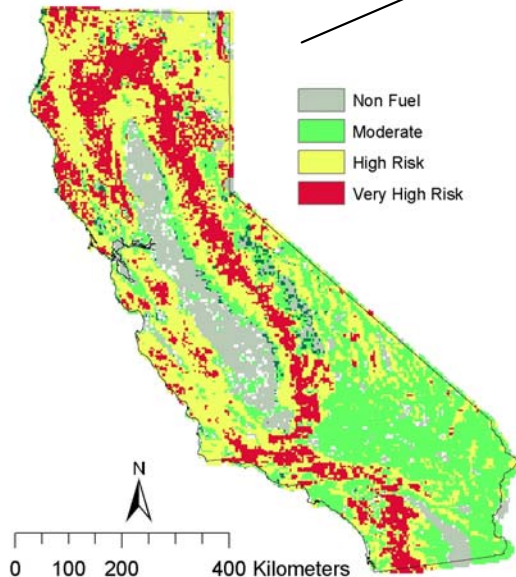 Non Fuel
Moderate
High Risk
Very High Risk
N
0 100 200 400 Kilometers